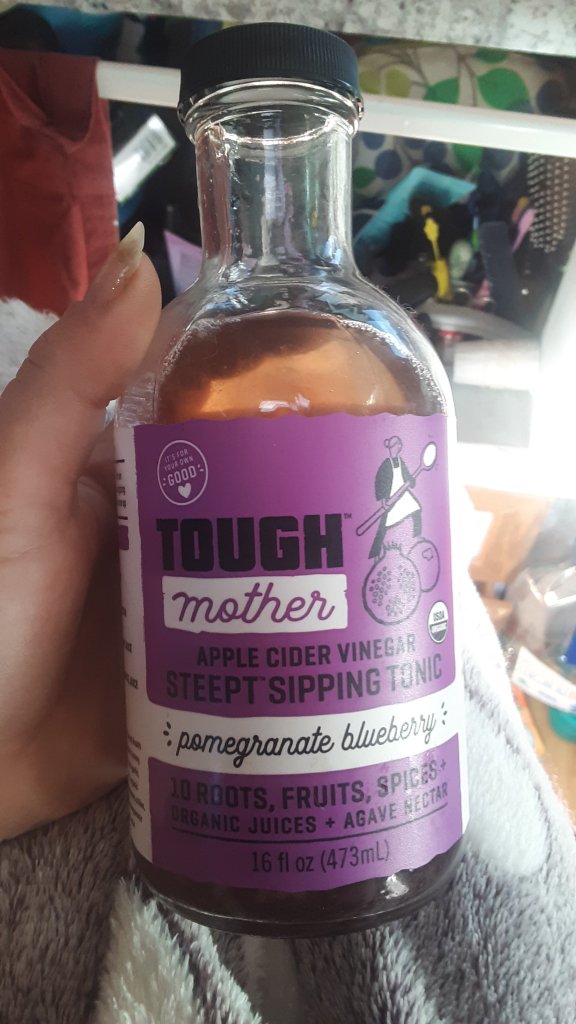 IT'S FOR
YOUR OWN
GOOD
TOUGH™
mother
USDA
ORGANIC
APPLE CIDER VINEGAR
STEEPT™ SIPPING TONIC
pomegranate blueberry
10 ROOTS, FRUITS, SPICES +
ORGANIC JUICES + AGAVE NECTAR
16 fl oz (473mL)